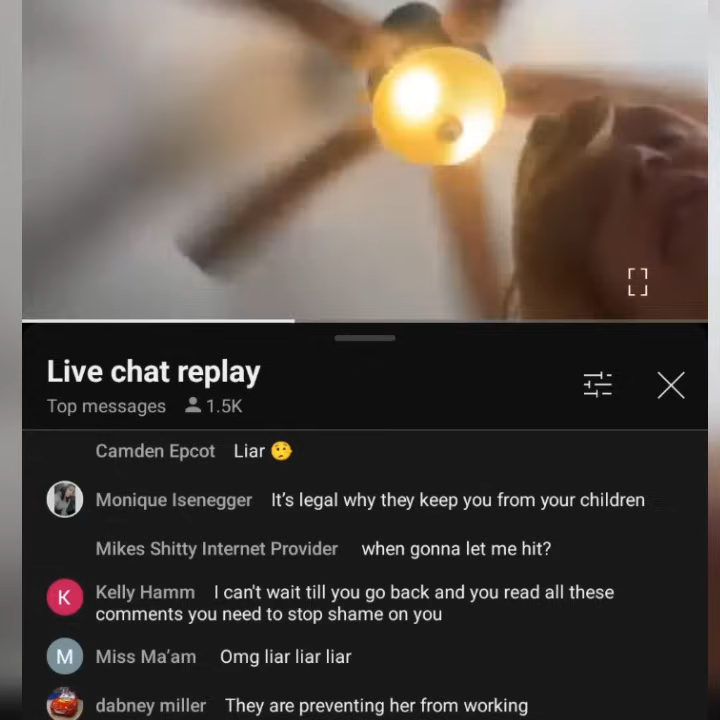 Live chat replay
Top messages 1.5K
Camden Epcot Liar 🤥
Monique Isenegger It's legal why they keep you from your children
Mikes Shitty Internet Provider when gonna let me hit?
K Kelly Hamm I can't wait till you go back and you read all these
comments you need to stop shame on you
M Miss Ma'am Omg liar liar liar
dabney miller They are preventing her from working